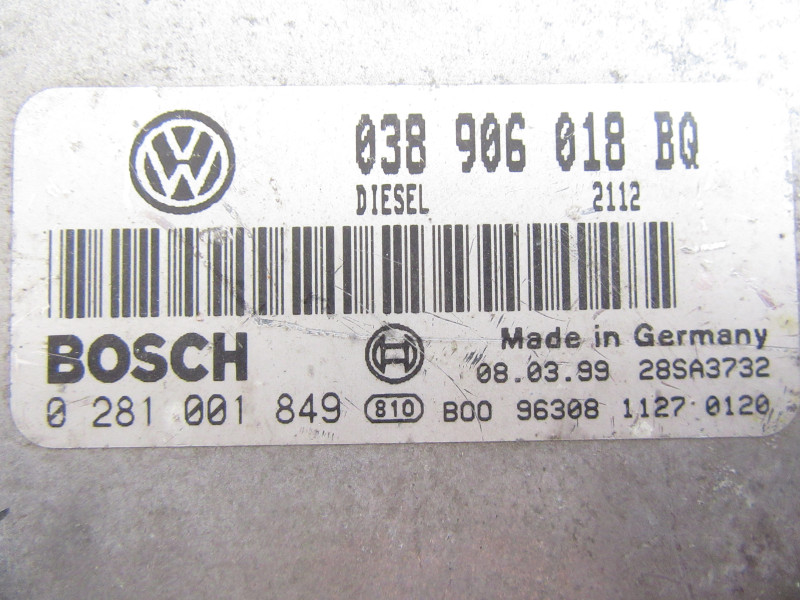 038 906 018 BQ
DIESEL 2112
BOSCH
Made in Germany
08.03.99 28SA3732
0 281 001 849 810 B00 96308 1127 0120